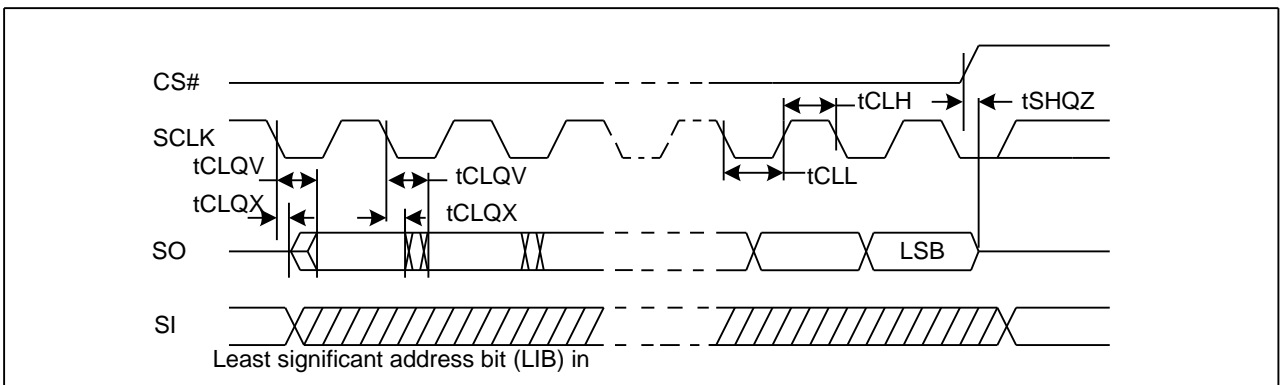 CS#
tCLH
tSHQZ
SCLK
tCLQV
tCLQV
tCLL
tCLQX
tCLQX
SO
LSB
SI
Least significant address bit (LIB) in